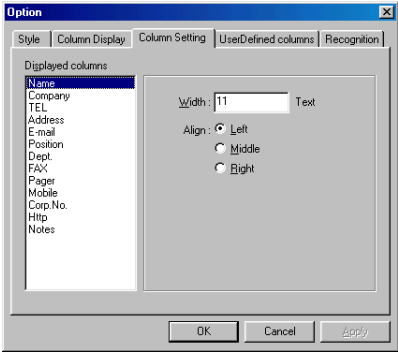 Option
Style Column Display Column Setting UserDefined columns Recognition
Displayed columns
Name
Company
TEL
Address
E-mail
Position
Dept.
FAX
Pager
Mobile
Corp.No.
Http
Notes
Width : 11 Text
Align : Left
Middle
Right
OK Cancel Apply